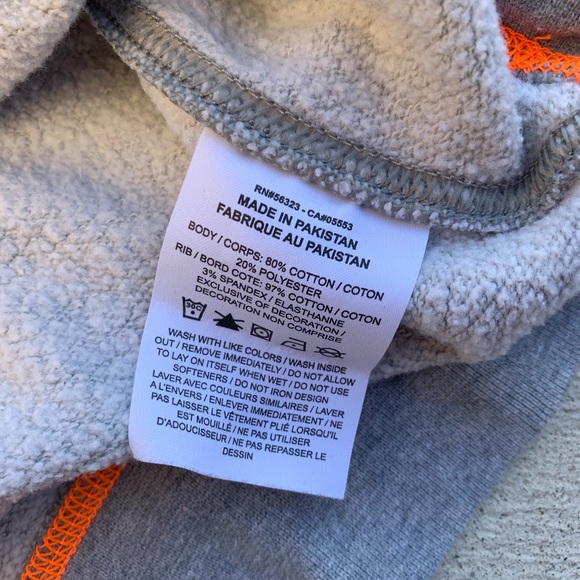 RN#56323 - CA#05553
MADE IN PAKISTAN
FABRIQUE AU PAKISTAN
BODY / CORPS: 80% COTTON / COTON
20% POLYESTER
RIB / BORD COTE: 97% COTTON / COTON
3% SPANDEX / ELASTHANNE
EXCLUSIVE OF DECORATION /
DECORATION NON COMPRISE
30C
WASH WITH LIKE COLORS / WASH INSIDE
OUT / REMOVE IMMEDIATELY / DO NOT ALLOW
TO LAY ON ITSELF WHEN WET / DO NOT USE
SOFTENERS / DO NOT IRON DESIGN
LAVER AVEC COULEURS SIMILAIRES / LAVER
A L'ENVERS / ENLEVER IMMEDIATEMENT / NE
PAS LAISSER LE VÊTEMENT PLIÉ LORSQU'IL
EST MOUILLÉ / NE PAS UTILISER
D'ADOUCISSEUR / NE PAS REPASSER LE
DESSIN